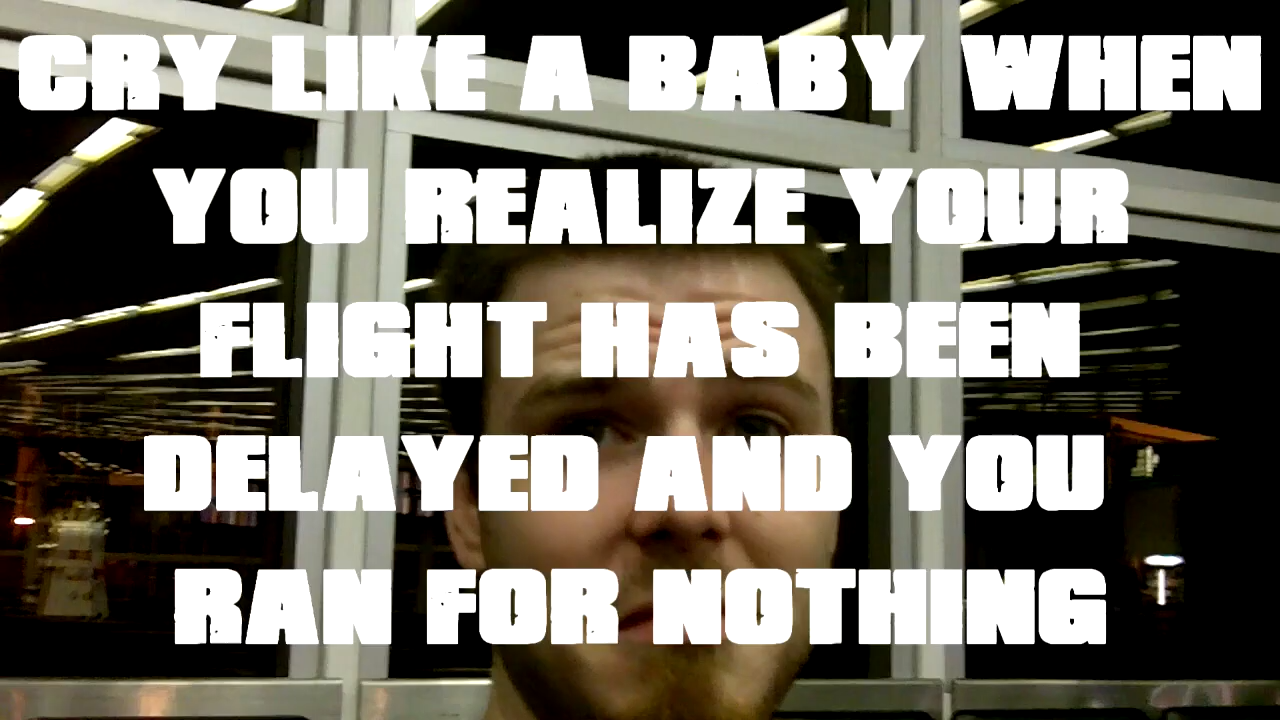 CRY LIKE A BABY WHEN
YOU REALIZE YOUR
FLIGHT HAS BEEN
DELAYED AND YOU
RAN FOR NOTHING